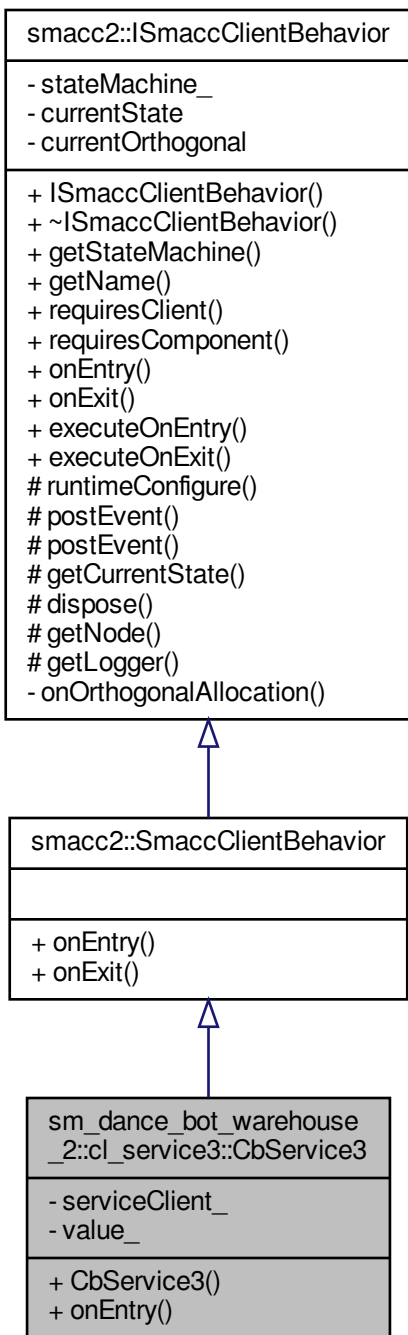 smacc2::ISmaccClientBehavior
- stateMachine_
- currentState
- currentOrthogonal
+ ISmaccClientBehavior()
+ ~ISmaccClientBehavior()
+ getStateMachine()
+ getName()
+ requiresClient()
+ requiresComponent()
+ onEntry()
+ onExit()
+ executeOnEntry()
+ executeOnExit()
# runtimeConfigure()
# postEvent()
# postEvent()
# getCurrentState()
# dispose()
# getNode()
# getLogger()
- onOrthogonalAllocation()
smacc2::SmaccClientBehavior
+ onEntry()
+ onExit()
sm_dance_bot_warehouse
_2::cl_service3::CbService3
- serviceClient_
- value_
+ CbService3()
+ onEntry()